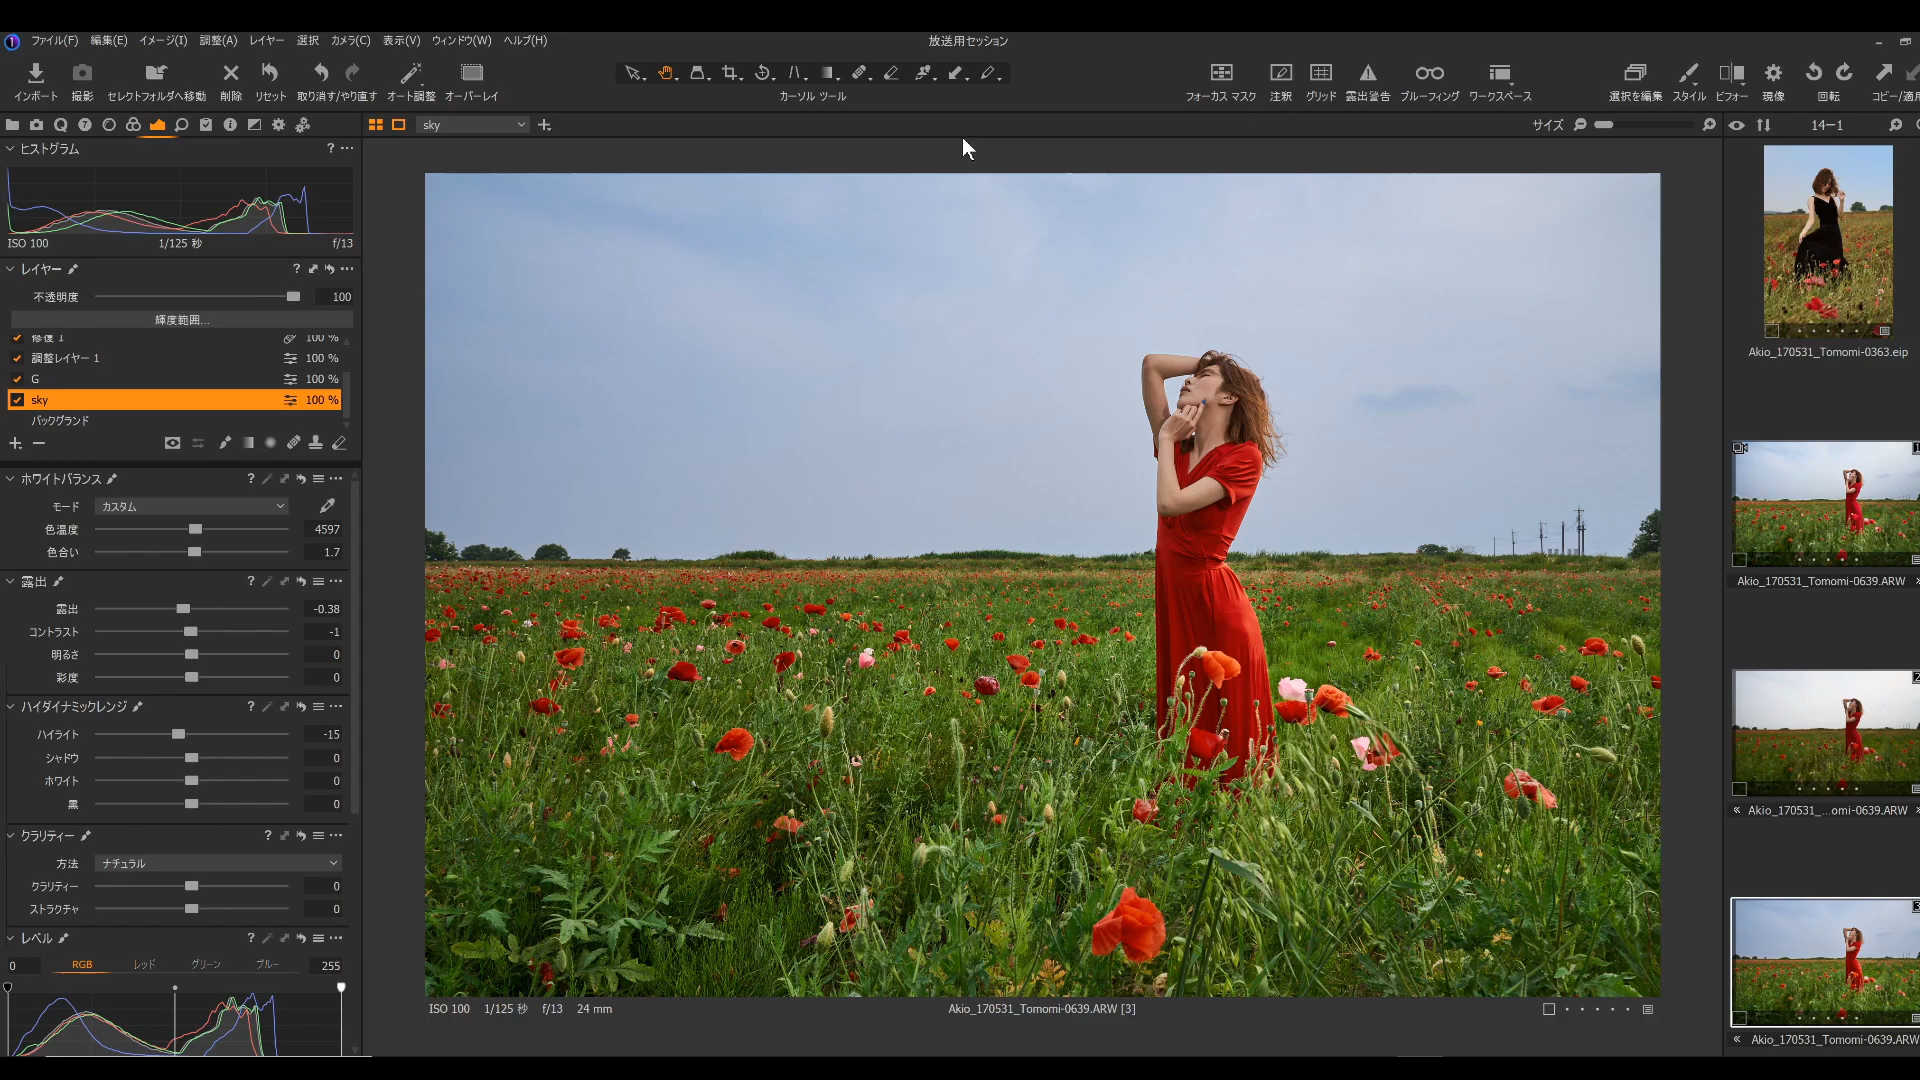 ファイル(F) 編集(E) イメージ(I) 調整(A) レイヤー 選択 カメラ(C) 表示(V) ウィンドウ(W) ヘルプ(H)
放送用セッション
インポート 撮影 セレクトフォルダへ移動 削除 リセット 取り消す/やり直す オート調整 オーバーレイ
カーソル ツール
フォーカス マスク 注釈 グリッド 露出警告 プルーフィング ワークスペース
選択を編集 スタイル ビフォー 現像 回転 コピー/適用
sky
サイズ
14−1
ヒストグラム ? ···
ISO 100 1/125 秒 f/13
レイヤー ? ···
不透明度 100
輝度範囲...
修復 1 100 %
調整レイヤー 1 100 %
G 100 %
sky 100 %
バックグランド
ホワイトバランス ? ···
モード カスタム
色温度 4597
色合い 1.7
露出 ? ···
露出 -0.38
コントラスト -1
明るさ 0
彩度 0
ハイダイナミックレンジ ? ···
ハイライト -15
シャドウ 0
ホワイト 0
黒 0
クラリティー ? ···
方法 ナチュラル
クラリティー 0
ストラクチャ 0
レベル ? ···
0 RGB レッド グリーン ブルー 255
ISO 100 1/125 秒 f/13 24 mm
Akio_170531_Tomomi-0639.ARW [3]
Akio_170531_Tomomi-0363.eip
1
Akio_170531_Tomomi-0639.ARW »
2
« Akio_170531_...omi-0639.ARW »
3
« Akio_170531_Tomomi-0639.ARW